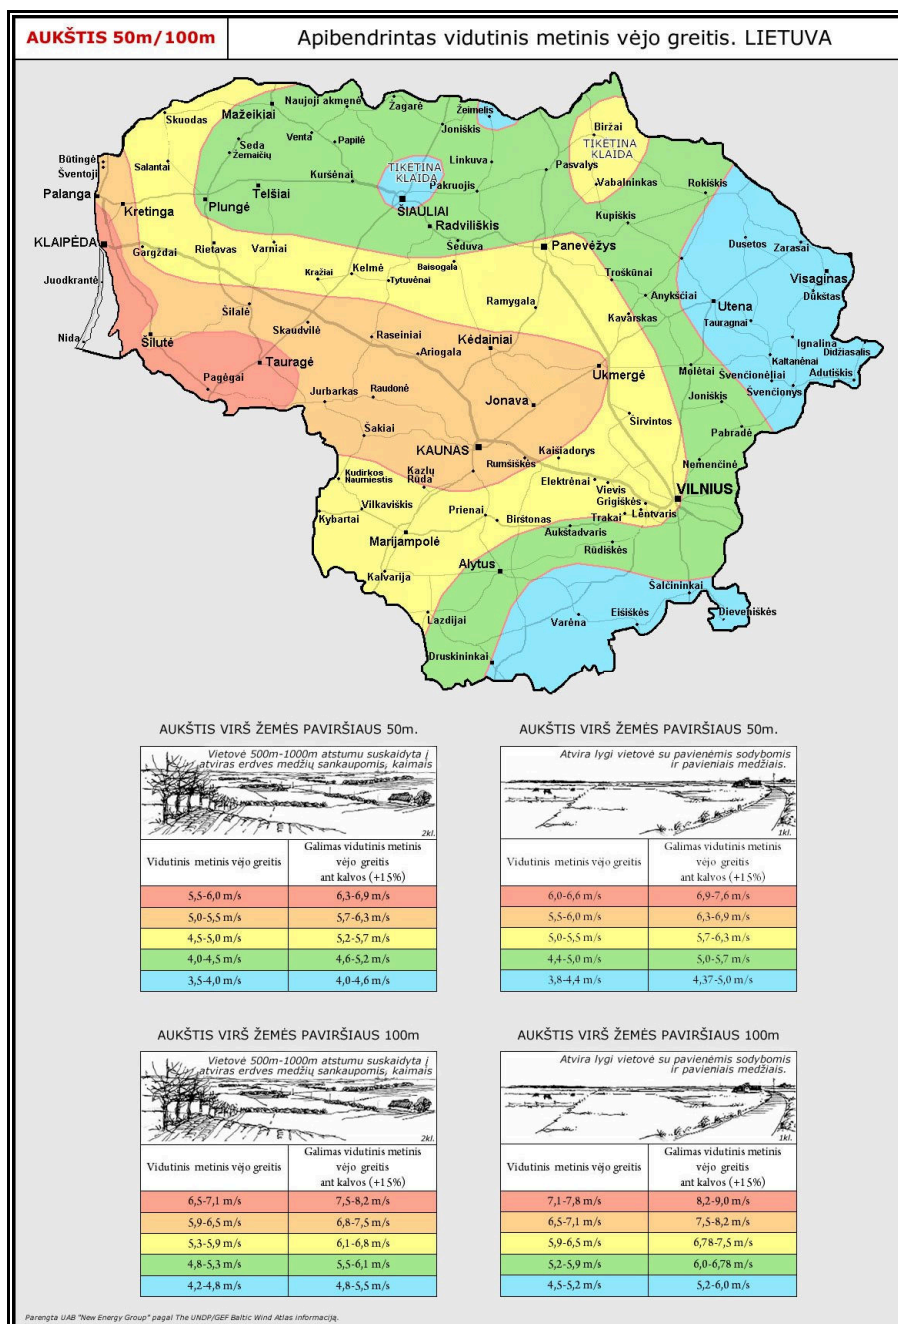 AUKŠTIS 50m/100m
Apibendrintas vidutinis metinis vėjo greitis. LIETUVA
Skuodas
Mažeikiai
Naujoji akmenė
Žagarė
Žeimelis
Joniškis
Biržai
TIKĖTINA
KLAIDA
Seda
Žemaičių
Venta
Papilė
Linkuva
Pasvalys
Būtingė
Šventoji
Salantai
TIKĖTINA
KLAIDA
Telšiai
Kuršėnai
Pakruojis
Vabalninkas
Rokiškis
Palanga
Kretinga
Plungė
ŠIAULIAI
Radviliškis
Kupiškis
KLAIPĖDA
Gargždai
Rietavas
Varniai
Šeduva
Panevėžys
Dusetos
Zarasai
Juodkrantė
Kražiai
Kelmė
Tytuvėnai
Baisogala
Troškūnai
Visaginas
Anykščiai
Dūkštas
Utena
Šilalė
Ramygala
Kavarskas
Tauragnai
Nida
Šilutė
Skaudvilė
Raseiniai
Kėdainiai
Ariogala
Ignalina
Didžiasalis
Kaltanėnai
Tauragė
Ukmergė
Molėtai
Švenčionėliai
Adutiškis
Pagėgai
Jurbarkas
Raudonė
Joniškis
Švenčionys
Jonava
Širvintos
Pabradė
Šakiai
KAUNAS
Rumšiškės
Kaišiadorys
Nemenčinė
Kudirkos
Naumiestis
Kazlų
Rūda
Elektrėnai
Vievis
VILNIUS
Grigiškės
Vilkaviškis
Kybartai
Prienai
Birštonas
Trakai
Lentvaris
Aukštadvaris
Marijampolė
Rūdiškės
Alytus
Kalvarija
Šalčininkai
Lazdijai
Varėna
Eišiškės
Dieveniškės
Druskininkai
AUKŠTIS VIRŠ ŽEMĖS PAVIRŠIAUS 50m.
Vietovė 500m-1000m atstumu suskaidyta į
atviras erdves medžių sankaupomis, kaimais
2kl.
Vidutinis metinis vėjo greitis
Galimas vidutinis metinis
vėjo greitis
ant kalvos (+15%)
5,5-6,0 m/s 6,3-6,9 m/s
5,0-5,5 m/s 5,7-6,3 m/s
4,5-5,0 m/s 5,2-5,7 m/s
4,0-4,5 m/s 4,6-5,2 m/s
3,5-4,0 m/s 4,0-4,6 m/s
AUKŠTIS VIRŠ ŽEMĖS PAVIRŠIAUS 50m.
Atvira lygi vietovė su pavienėmis sodybomis
ir pavieniais medžiais.
1kl.
Vidutinis metinis vėjo greitis
Galimas vidutinis metinis
vėjo greitis
ant kalvos (+15%)
6,0-6,6 m/s 6,9-7,6 m/s
5,5-6,0 m/s 6,3-6,9 m/s
5,0-5,5 m/s 5,7-6,3 m/s
4,4-5,0 m/s 5,0-5,7 m/s
3,8-4,4 m/s 4,37-5,0 m/s
AUKŠTIS VIRŠ ŽEMĖS PAVIRŠIAUS 100m
Vietovė 500m-1000m atstumu suskaidyta į
atviras erdves medžių sankaupomis, kaimais
2kl.
Vidutinis metinis vėjo greitis
Galimas vidutinis metinis
vėjo greitis
ant kalvos (+15%)
6,5-7,1 m/s 7,5-8,2 m/s
5,9-6,5 m/s 6,8-7,5 m/s
5,3-5,9 m/s 6,1-6,8 m/s
4,8-5,3 m/s 5,5-6,1 m/s
4,2-4,8 m/s 4,8-5,5 m/s
AUKŠTIS VIRŠ ŽEMĖS PAVIRŠIAUS 100m
Atvira lygi vietovė su pavienėmis sodybomis
ir pavieniais medžiais.
1kl.
Vidutinis metinis vėjo greitis
Galimas vidutinis metinis
vėjo greitis
ant kalvos (+15%)
7,1-7,8 m/s 8,2-9,0 m/s
6,5-7,1 m/s 7,5-8,2 m/s
5,9-6,5 m/s 6,78-7,5 m/s
5,2-5,9 m/s 6,0-6,78 m/s
4,5-5,2 m/s 5,2-6,0 m/s
Parengta UAB "New Energy Group" pagal The UNDP/GEF Baltic Wind Atlas informaciją.